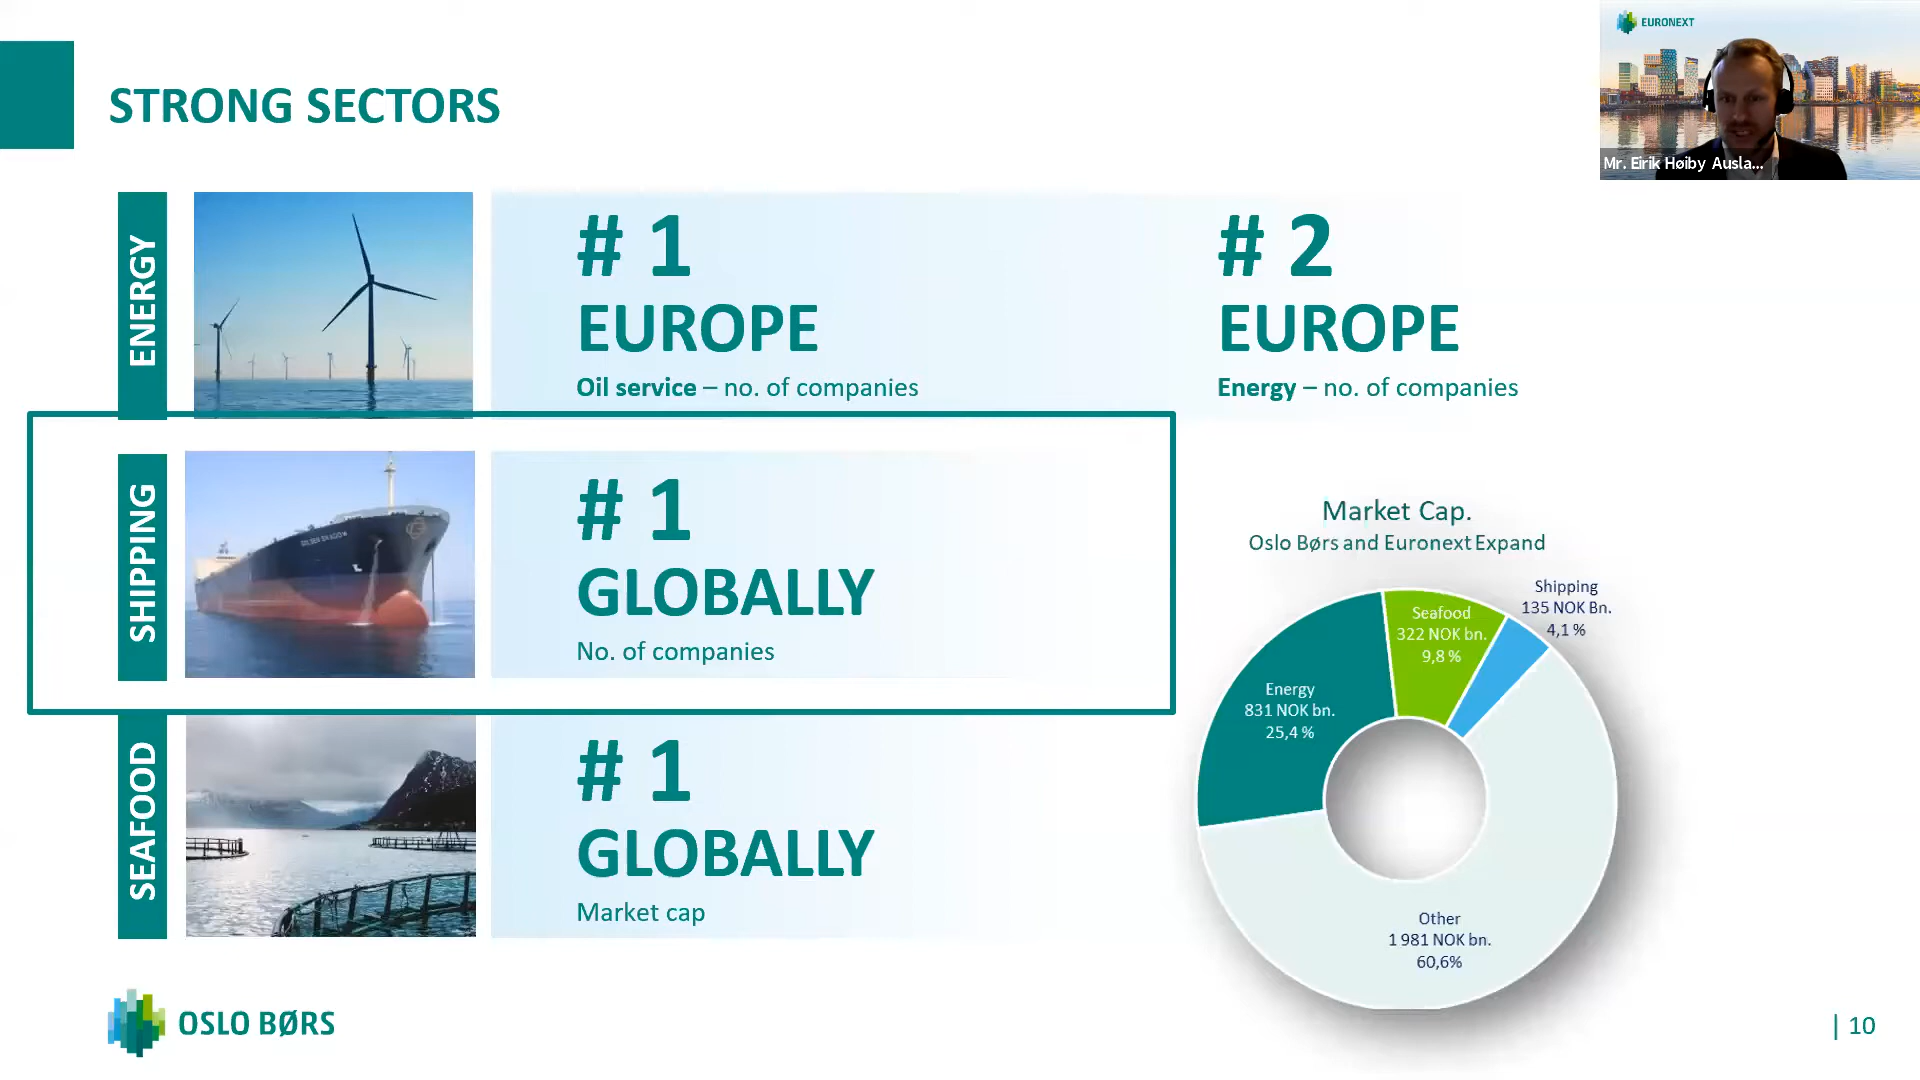 STRONG SECTORS
EURONEXT
Mr. Eirik Høiby Ausla...
ENERGY
# 1
EUROPE
Oil service – no. of companies
# 2
EUROPE
Energy – no. of companies
SHIPPING
# 1
GLOBALLY
No. of companies
SEAFOOD
# 1
GLOBALLY
Market cap
Market Cap.
Oslo Børs and Euronext Expand
Shipping
135 NOK Bn.
4,1 %
Seafood
322 NOK bn.
9,8 %
Energy
831 NOK bn.
25,4 %
Other
1 981 NOK bn.
60,6%
OSLO BØRS
| 10